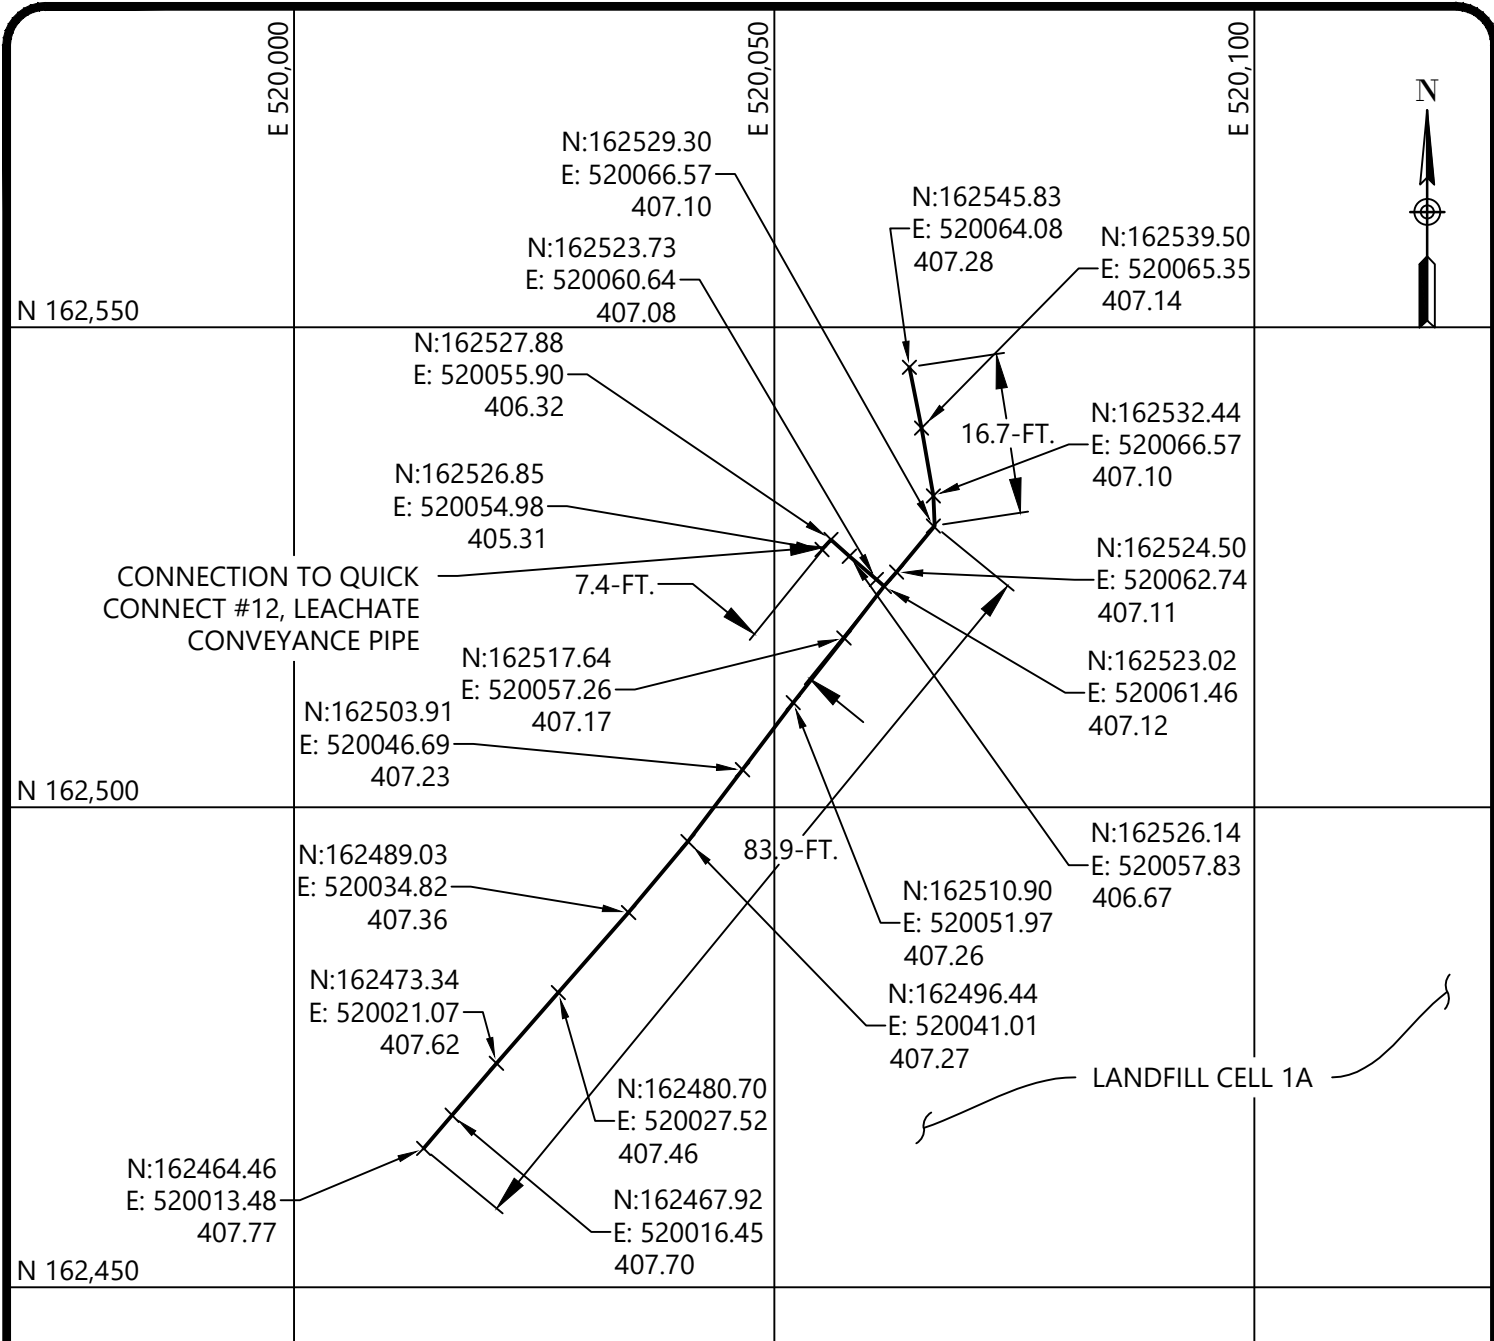 E 520,000
E 520,050
E 520,100
N
N:162529.30
E: 520066.57
407.10
N:162545.83
E: 520064.08
407.28
N:162539.50
E: 520065.35
407.14
N:162523.73
E: 520060.64
407.08
N 162,550
N:162527.88
E: 520055.90
406.32
N:162532.44
E: 520066.57
407.10
16.7-FT.
N:162526.85
E: 520054.98
405.31
N:162524.50
E: 520062.74
407.11
CONNECTION TO QUICK
CONNECT #12, LEACHATE
CONVEYANCE PIPE
7.4-FT.
N:162517.64
E: 520057.26
407.17
N:162523.02
E: 520061.46
407.12
N:162503.91
E: 520046.69
407.23
N 162,500
N:162526.14
E: 520057.83
406.67
83.9-FT.
N:162489.03
E: 520034.82
407.36
N:162510.90
E: 520051.97
407.26
N:162473.34
E: 520021.07
407.62
N:162496.44
E: 520041.01
407.27
LANDFILL CELL 1A
N:162480.70
E: 520027.52
407.46
N:162464.46
E: 520013.48
407.77
N:162467.92
E: 520016.45
407.70
N 162,450